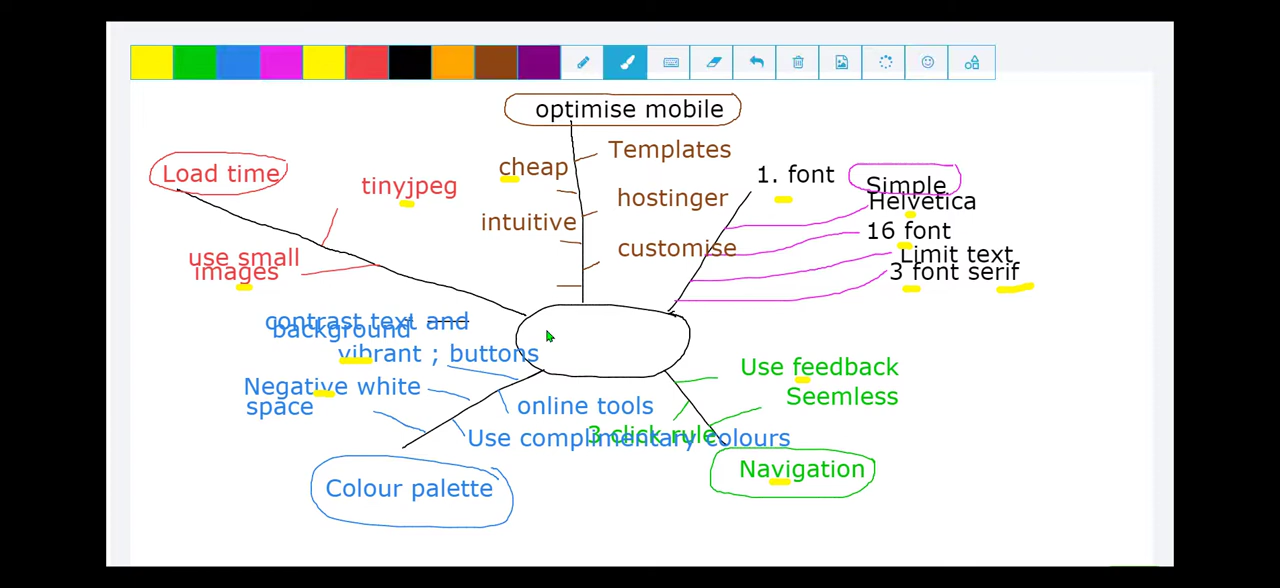 optimise mobile
Templates
cheap
hostinger
intuitive
customise
Load time
tinyjpeg
use small
images
1. font
Simple
Helvetica
16 font
Limit text
3 font serif
contrast text and
background
vibrant ; buttons
Negative white
space
online tools
Use complimentary colours
Colour palette
Use feedback
Seemless
3 click rule
Navigation